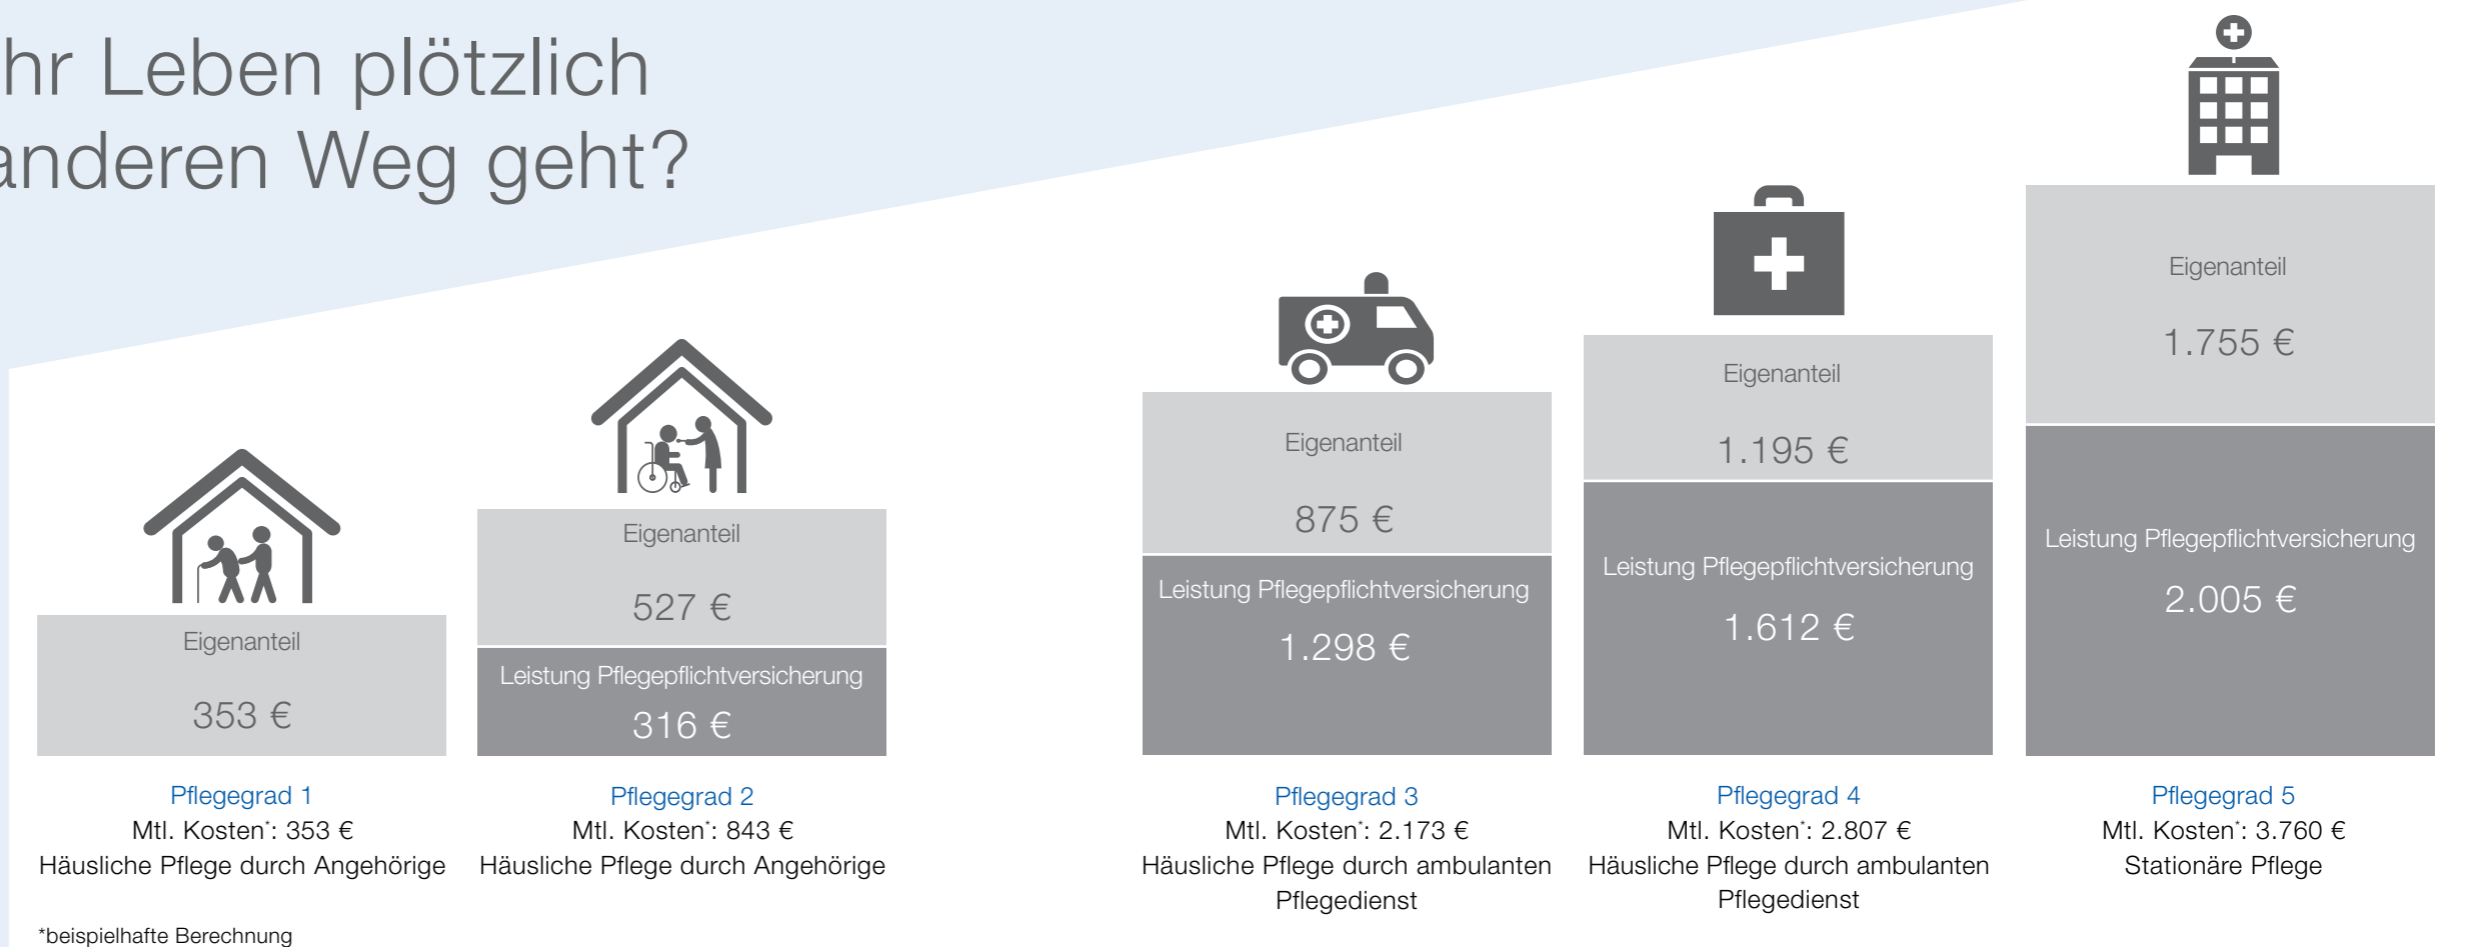 hr Leben plötzlich
anderen Weg geht?
Eigenanteil
353 €
Pflegegrad 1
Mtl. Kosten*: 353 €
Häusliche Pflege durch Angehörige
Eigenanteil
527 €
Leistung Pflegepflichtversicherung
316 €
Pflegegrad 2
Mtl. Kosten*: 843 €
Häusliche Pflege durch Angehörige
Eigenanteil
875 €
Leistung Pflegepflichtversicherung
1.298 €
Pflegegrad 3
Mtl. Kosten*: 2.173 €
Häusliche Pflege durch ambulanten
Pflegedienst
Eigenanteil
1.195 €
Leistung Pflegepflichtversicherung
1.612 €
Pflegegrad 4
Mtl. Kosten*: 2.807 €
Häusliche Pflege durch ambulanten
Pflegedienst
Eigenanteil
1.755 €
Leistung Pflegepflichtversicherung
2.005 €
Pflegegrad 5
Mtl. Kosten*: 3.760 €
Stationäre Pflege
*beispielhafte Berechnung